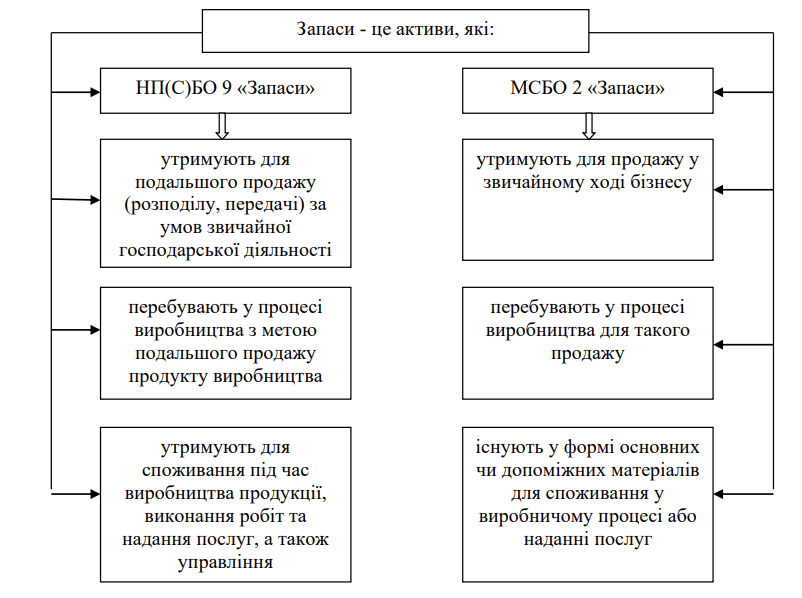 Запаси - це активи, які:
НП(С)БО 9 «Запаси»
утримують для
подальшого продажу
(розподілу, передачі) за
умов звичайної
господарської діяльності
перебувають у процесі
виробництва з метою
подальшого продажу
продукту виробництва
утримують для
споживання під час
виробництва продукції,
виконання робіт та
надання послуг, а також
управління
МСБО 2 «Запаси»
утримують для продажу у
звичайному ході бізнесу
перебувають у процесі
виробництва для такого
продажу
існують у формі основних
чи допоміжних матеріалів
для споживання у
виробничому процесі або
наданні послуг